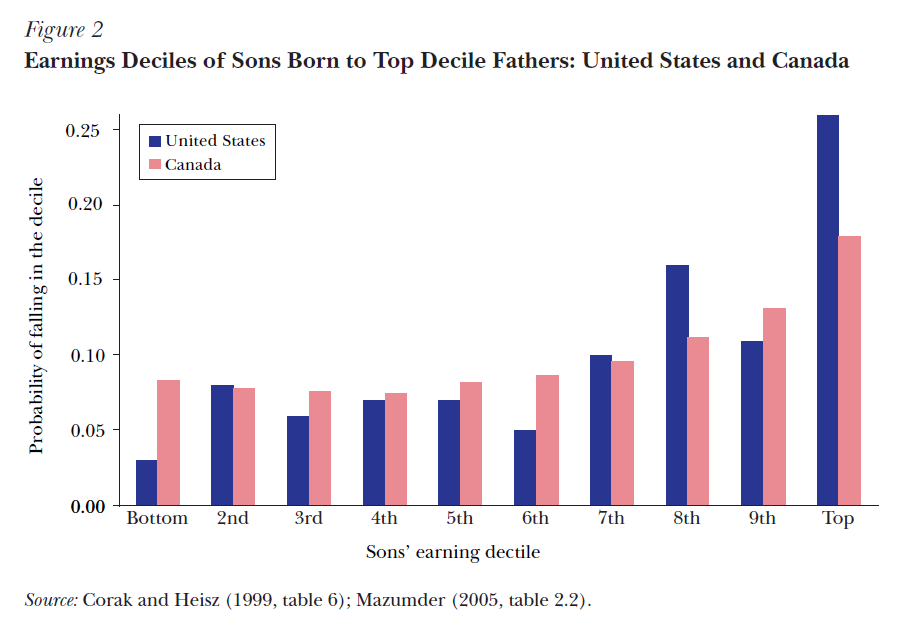 Figure 2
Earnings Deciles of Sons Born to Top Decile Fathers: United States and Canada
0.25
United States
Canada
0.20
0.15
0.10
0.05
0.00
Probability of falling in the decile
Bottom 2nd 3rd 4th 5th 6th 7th 8th 9th Top
Sons’ earning dectile
Source: Corak and Heisz (1999, table 6); Mazumder (2005, table 2.2).